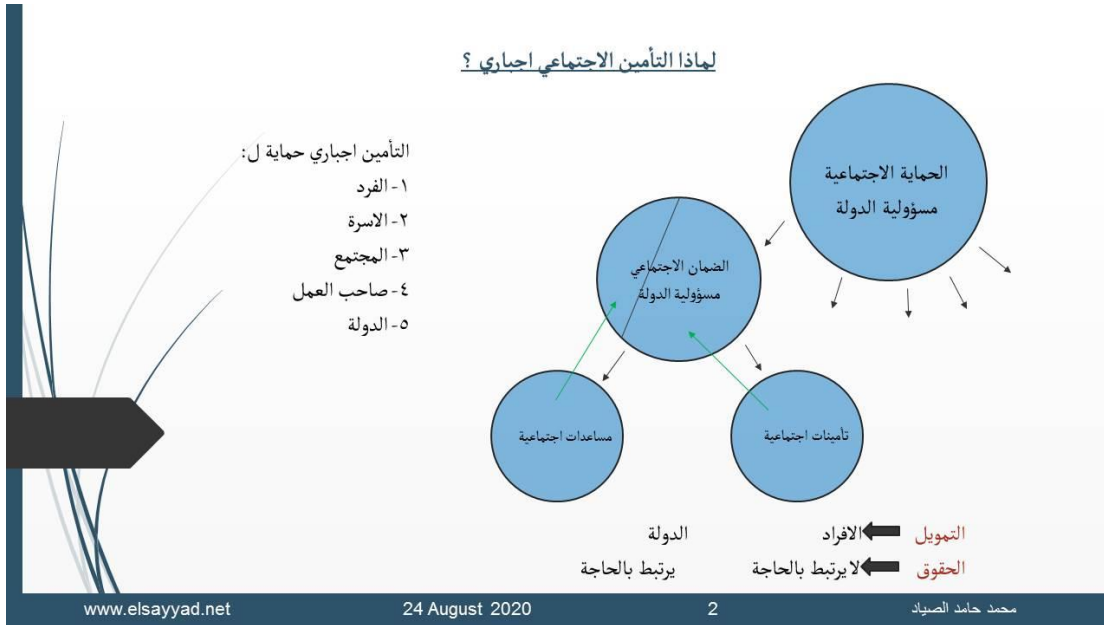 لماذا التأمين الاجتماعي اجباري ؟
الحماية الاجتماعية
مسؤولية الدولة
الضمان الاجتماعي
مسؤولية الدولة
تأمينات اجتماعية
مساعدات اجتماعية
التأمين اجباري حماية ل:
١- الفرد
٢- الاسرة
٣- المجتمع
٤- صاحب العمل
٥- الدولة
التمويل الافراد الدولة
الحقوق لا يرتبط بالحاجة يرتبط بالحاجة
محمد حامد الصياد 2 24 August 2020 www.elsayyad.net